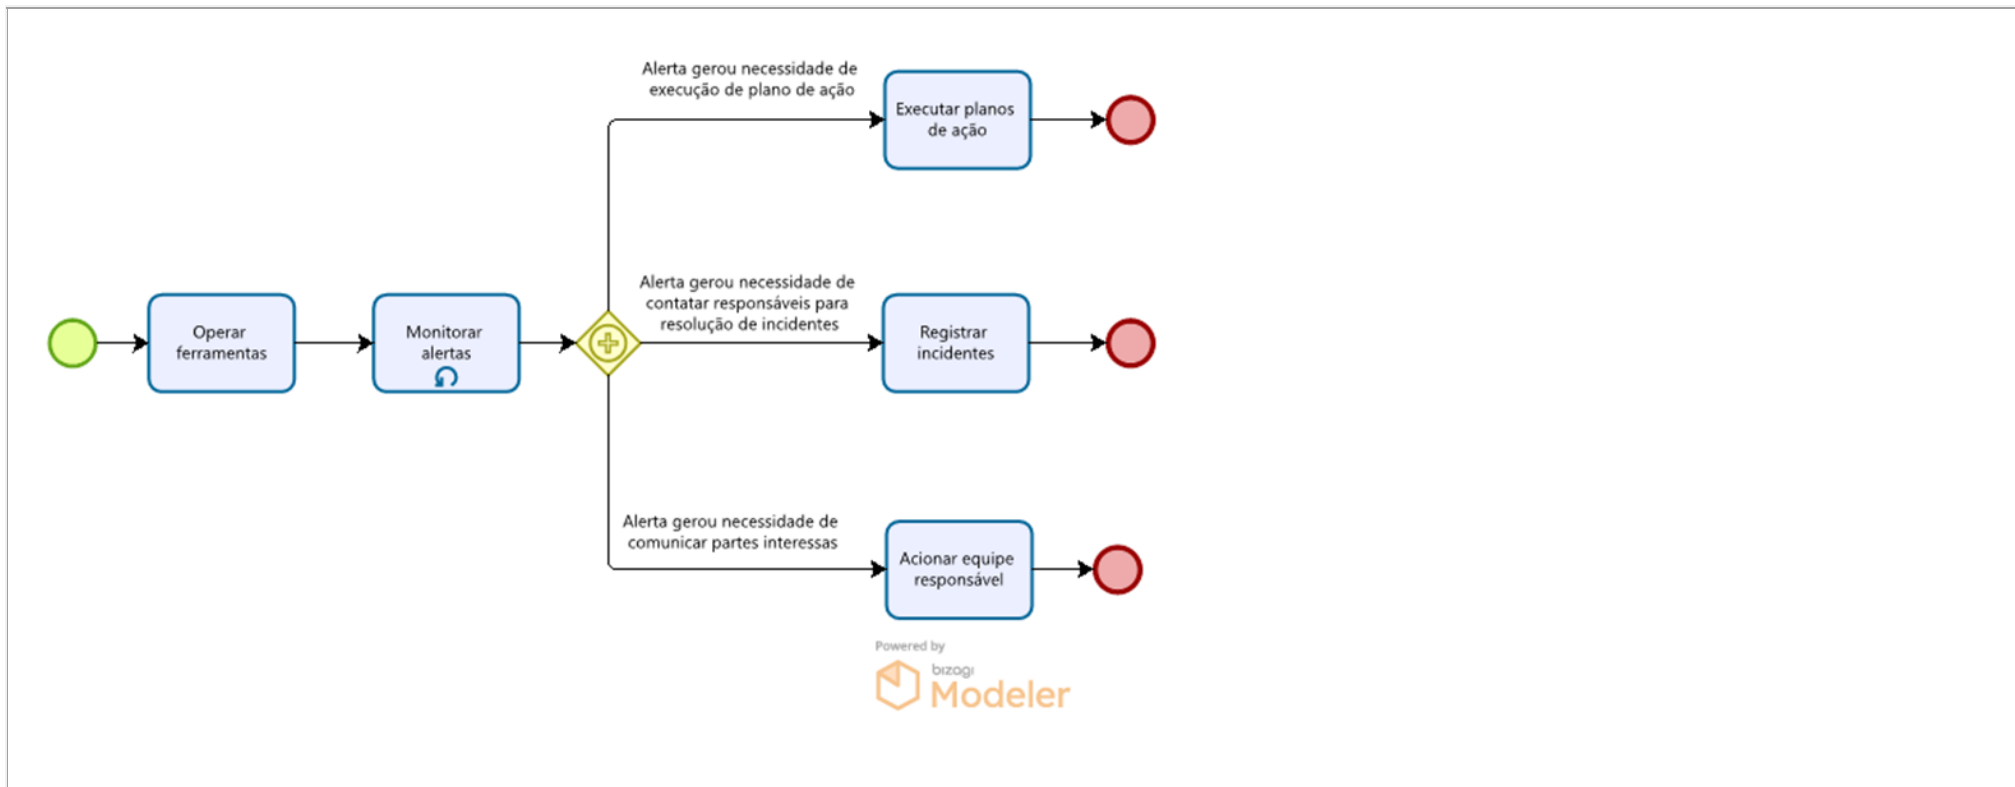 Alerta gerou necessidade de
execução de plano de ação
Executar planos
de ação
Operar
ferramentas
Monitorar
alertas
Alerta gerou necessidade de
contatar responsáveis para
resolução de incidentes
Registrar
incidentes
Alerta gerou necessidade de
comunicar partes interessas
Acionar equipe
responsável
Powered by
bizagi
Modeler